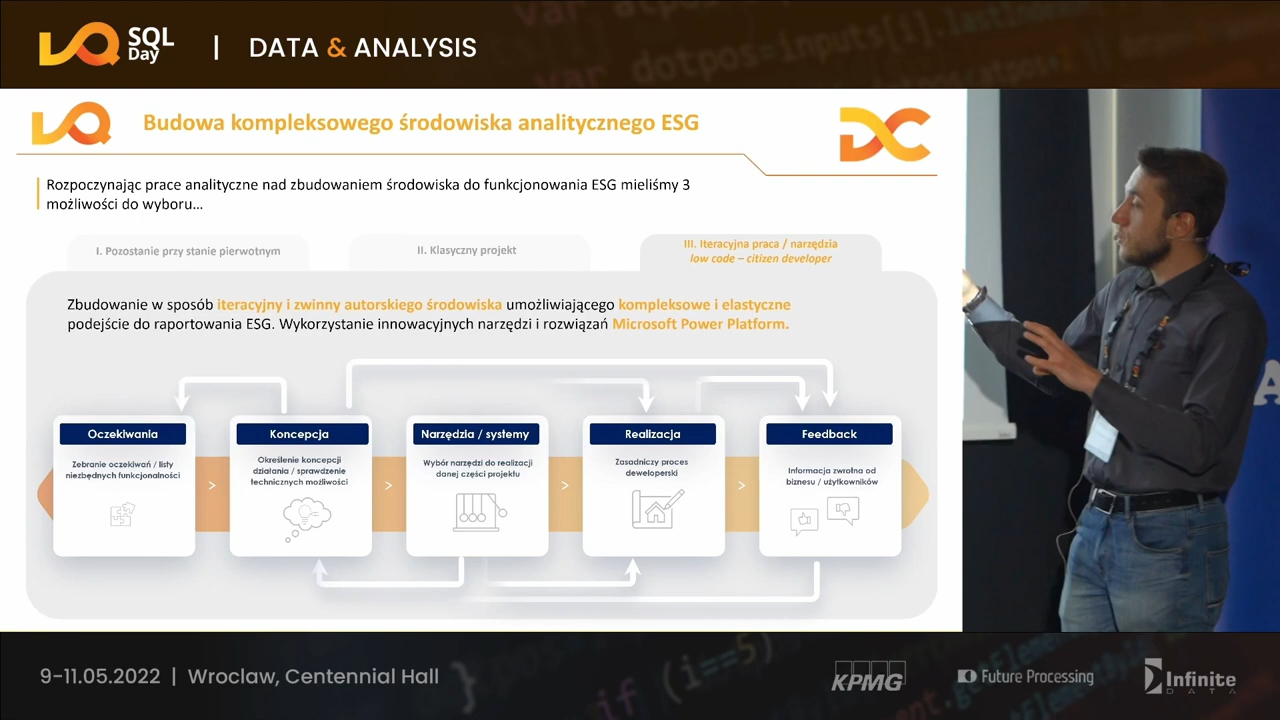 SQL
Day
| DATA & ANALYSIS
Budowa kompleksowego środowiska analitycznego ESG
Rozpoczynając prace analityczne nad zbudowaniem środowiska do funkcjonowania ESG mieliśmy 3
możliwości do wyboru...
I. Pozostanie przy stanie pierwotnym
II. Klasyczny projekt
III. Iteracyjna praca / narzędzia
low code – citizen developer
Zbudowanie w sposób iteracyjny i zwinny autorskiego środowiska umożliwiającego kompleksowe i elastyczne
podejście do raportowania ESG. Wykorzystanie innowacyjnych narzędzi i rozwiązań Microsoft Power Platform.
Oczekiwania
Zebranie oczekiwań / listy
niezbędnych funkcjonalności
>
Koncepcja
Określenie koncepcji
działania / sprawdzenie
technicznych możliwości
>
Narzędzia / systemy
Wybór narzędzi do realizacji
danej części projektu
>
Realizacja
Zasadniczy proces
deweloperski
>
Feedback
Informacja zwrotna od
biznesu / użytkowników
9-11.05.2022 | Wroclaw, Centennial Hall
KPMG
Future Processing
Infinite
DATA